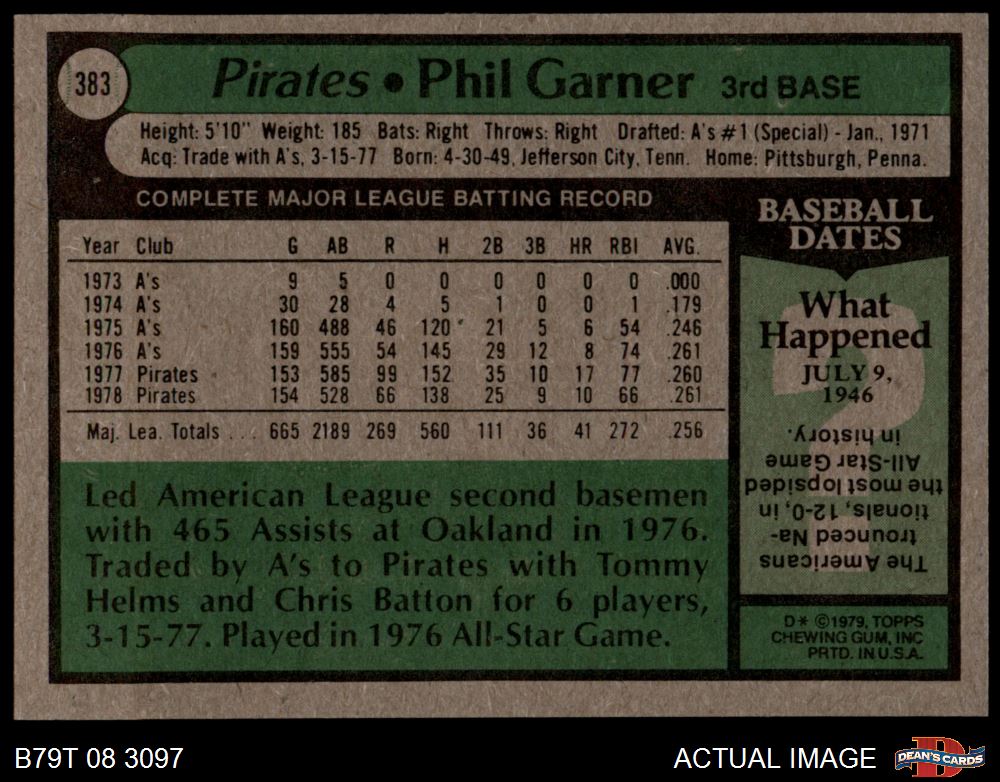 383
Pirates • Phil Garner 3rd BASE
Height: 5'10" Weight: 185 Bats: Right Throws: Right Drafted: A's #1 (Special) - Jan., 1971
Acq: Trade with A's, 3-15-77 Born: 4-30-49, Jefferson City, Tenn. Home: Pittsburgh, Penna.
COMPLETE MAJOR LEAGUE BATTING RECORD
Year Club G AB R H 2B 3B HR RBI AVG.
1973 A's 9 5 0 0 0 0 0 0 .000
1974 A's 30 28 4 5 1 0 0 1 .179
1975 A's 160 488 46 120 21 5 6 54 .246
1976 A's 159 555 54 145 29 12 8 74 .261
1977 Pirates 153 585 99 152 35 10 17 77 .260
1978 Pirates 154 528 66 138 25 9 10 66 .261
Maj. Lea. Totals ... 665 2189 269 560 111 36 41 272 .256
Led American League second basemen
with 465 Assists at Oakland in 1976.
Traded by A's to Pirates with Tommy
Helms and Chris Batton for 6 players,
3-15-77. Played in 1976 All-Star Game.
BASEBALL
DATES
What
Happened
JULY 9,
1946
The Americans
trounced Na-
tionals, 12-0, in
the most lopsided
All-Star Game
in history.
D* ©1979, TOPPS
CHEWING GUM, INC
PRTD. IN U.S.A.
B79T 08 3097
ACTUAL IMAGE
D
DEAN'S CARDS